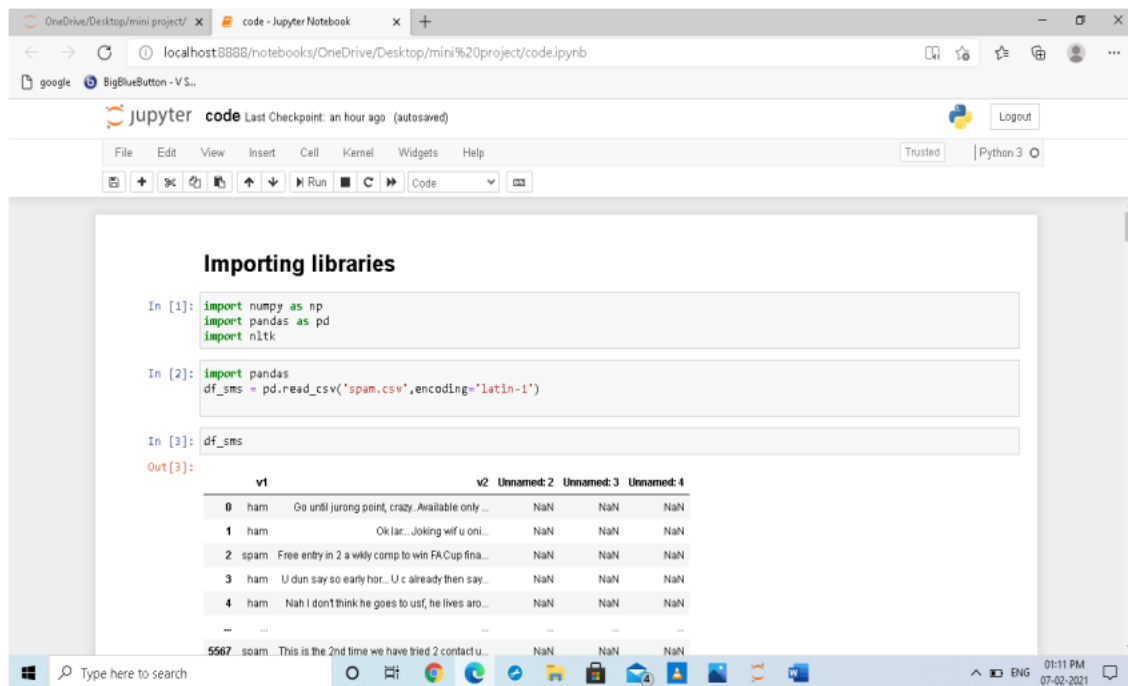 OneDrive/Desktop/mini project/
code - Jupyter Notebook
localhost:8888/notebooks/OneDrive/Desktop/mini%20project/code.ipynb
google BigBlueButton - V S...
jupyter code Last Checkpoint: an hour ago (autosaved)
Logout
File Edit View Insert Cell Kernel Widgets Help
Trusted Python 3
Run Code
Importing libraries
In [1]: import numpy as np
import pandas as pd
import nltk
In [2]: import pandas
df_sms = pd.read_csv('spam.csv',encoding='latin-1')
In [3]: df_sms
Out[3]:
v1 v2 Unnamed: 2 Unnamed: 3 Unnamed: 4
0 ham Go until jurong point, crazy..Available only ... NaN NaN NaN
1 ham Ok lar... Joking wif u oni... NaN NaN NaN
2 spam Free entry in 2 a wkly comp to win FA Cup fina... NaN NaN NaN
3 ham U dun say so early hor... U c already then say... NaN NaN NaN
4 ham Nah I don't think he goes to usf, he lives aro... NaN NaN NaN
... ... ... ... ... ...
5567 spam This is the 2nd time we have tried 2 contact u... NaN NaN NaN
Type here to search
4
ENG
01:11 PM
07-02-2021